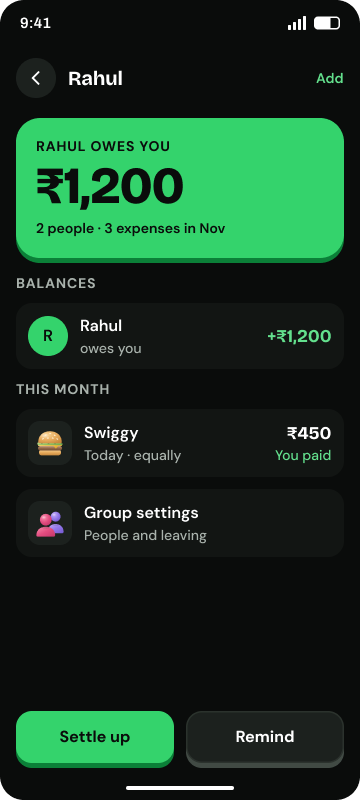 9:41
Rahul
Add
RAHUL OWES YOU
₹1,200
2 people · 3 expenses in Nov
BALANCES
R
Rahul
owes you
+₹1,200
THIS MONTH
Swiggy
Today · equally
₹450
You paid
Group settings
People and leaving
Settle up
Remind